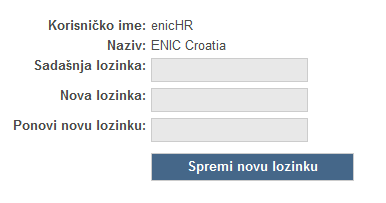 Korisničko ime: enicHR
Naziv: ENIC Croatia
Sadašnja lozinka:
Nova lozinka:
Ponovi novu lozinku:
Spremi novu lozinku